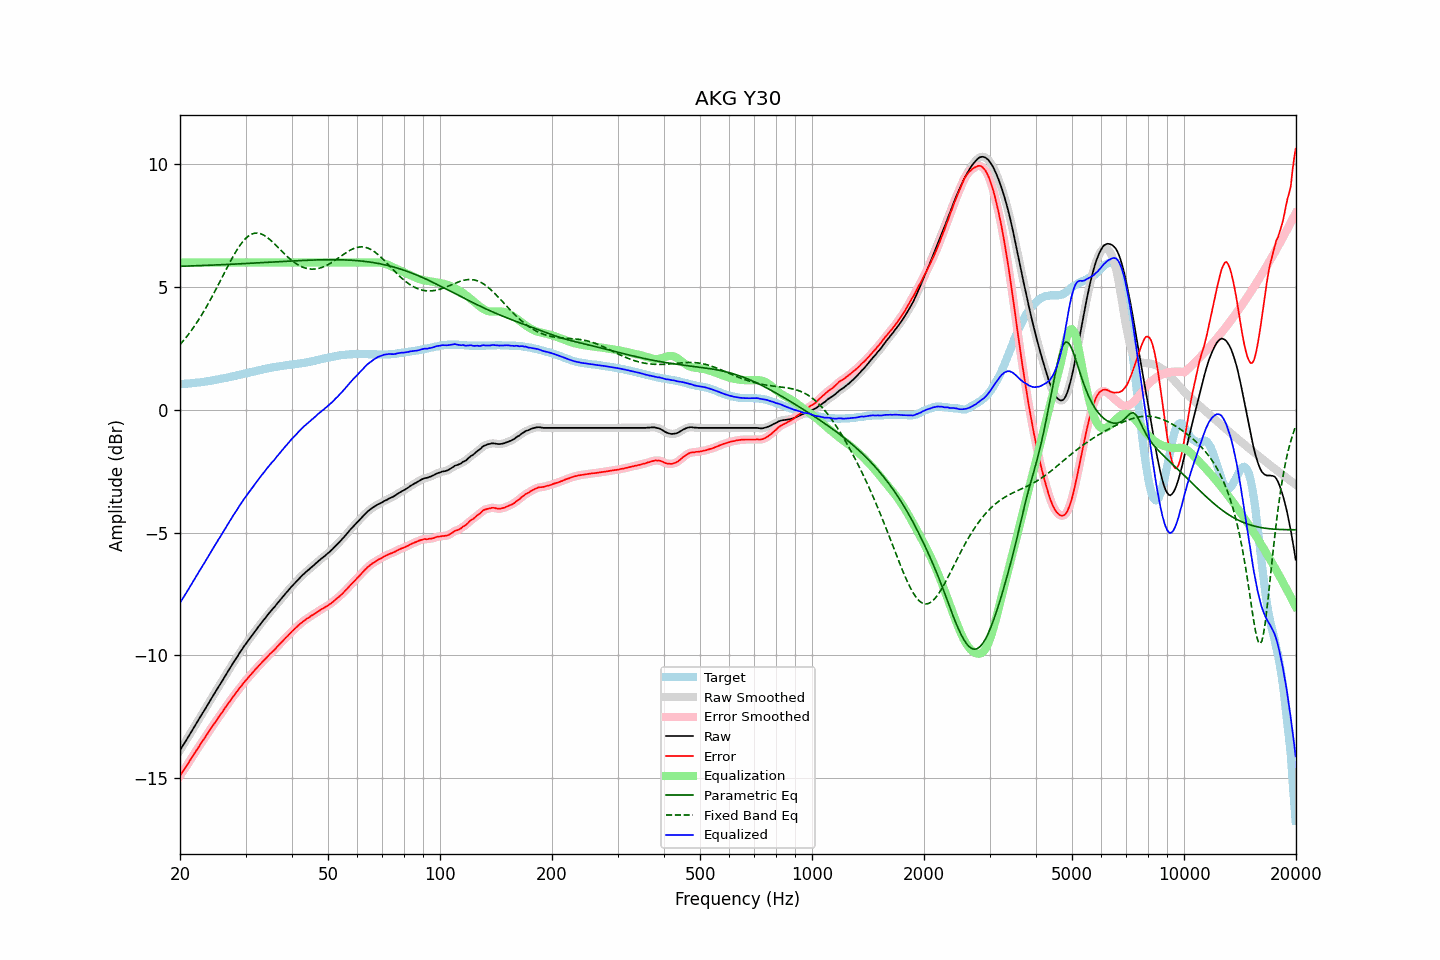 AKG Y30
Amplitude (dBr)
10
5
0
−5
−10
−15
Target
Raw Smoothed
Error Smoothed
Raw
Error
Equalization
Parametric Eq
Fixed Band Eq
Equalized
20
50
100
200
500
1000
2000
5000
10000
20000
Frequency (Hz)